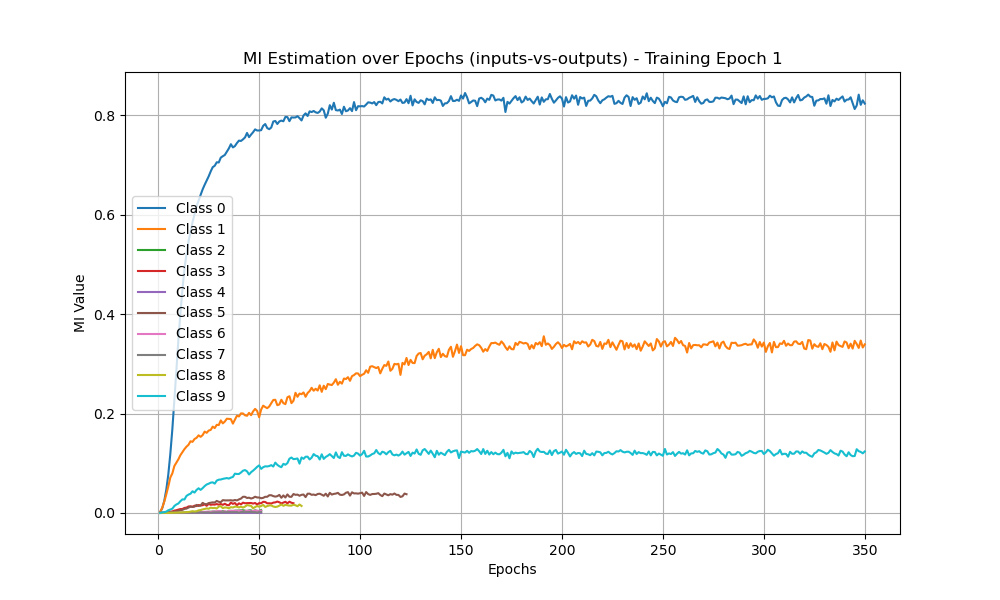 MI Estimation over Epochs (inputs-vs-outputs) - Training Epoch 1
MI Value
0.8
0.6
0.4
0.2
0.0
Class 0
Class 1
Class 2
Class 3
Class 4
Class 5
Class 6
Class 7
Class 8
Class 9
0 50 100 150 200 250 300 350
Epochs